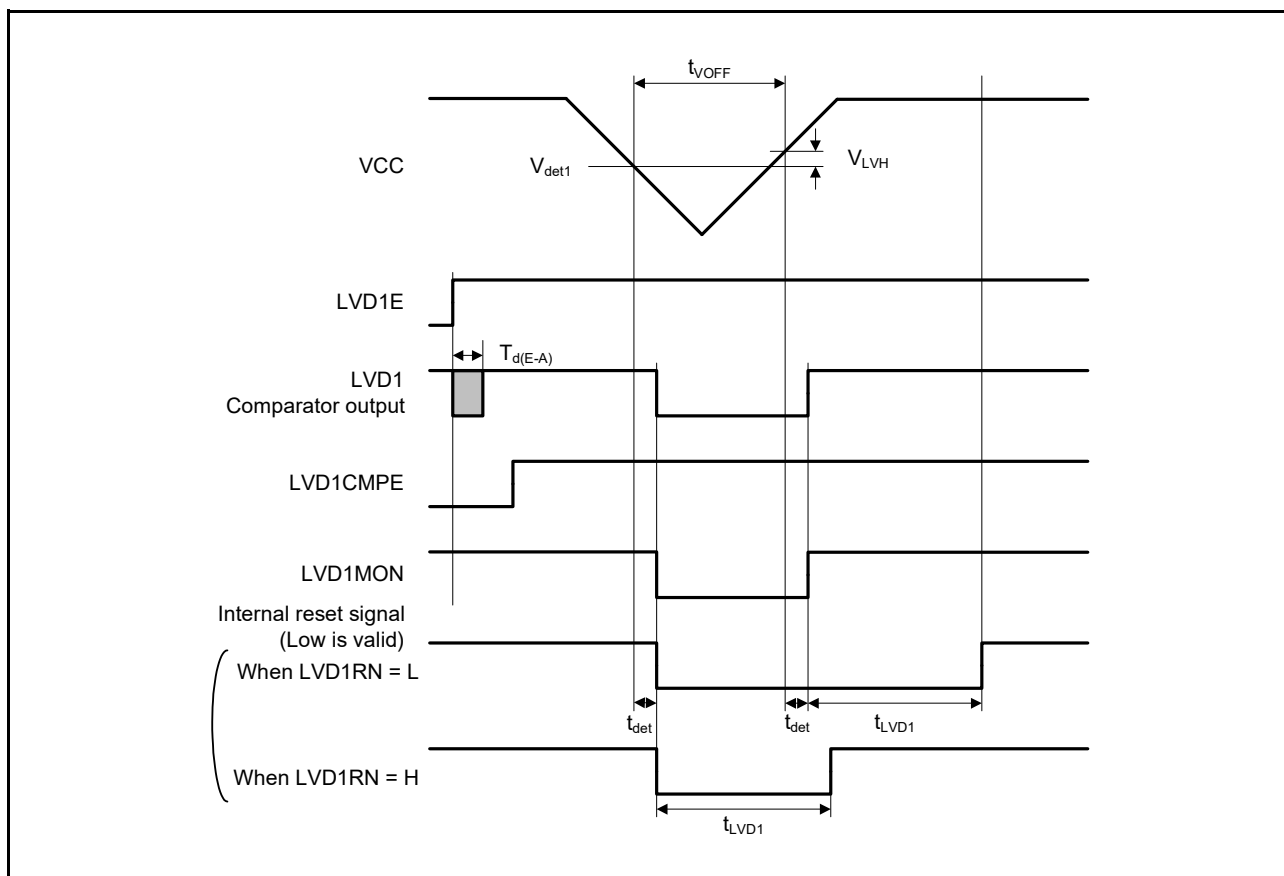 tVOFF
VCC
Vdet1
VLVH
LVD1E
Td(E-A)
LVD1
Comparator output
LVD1CMPE
LVD1MON
Internal reset signal
(Low is valid)
When LVD1RN = L
tdet
tdet
tLVD1
When LVD1RN = H
tLVD1